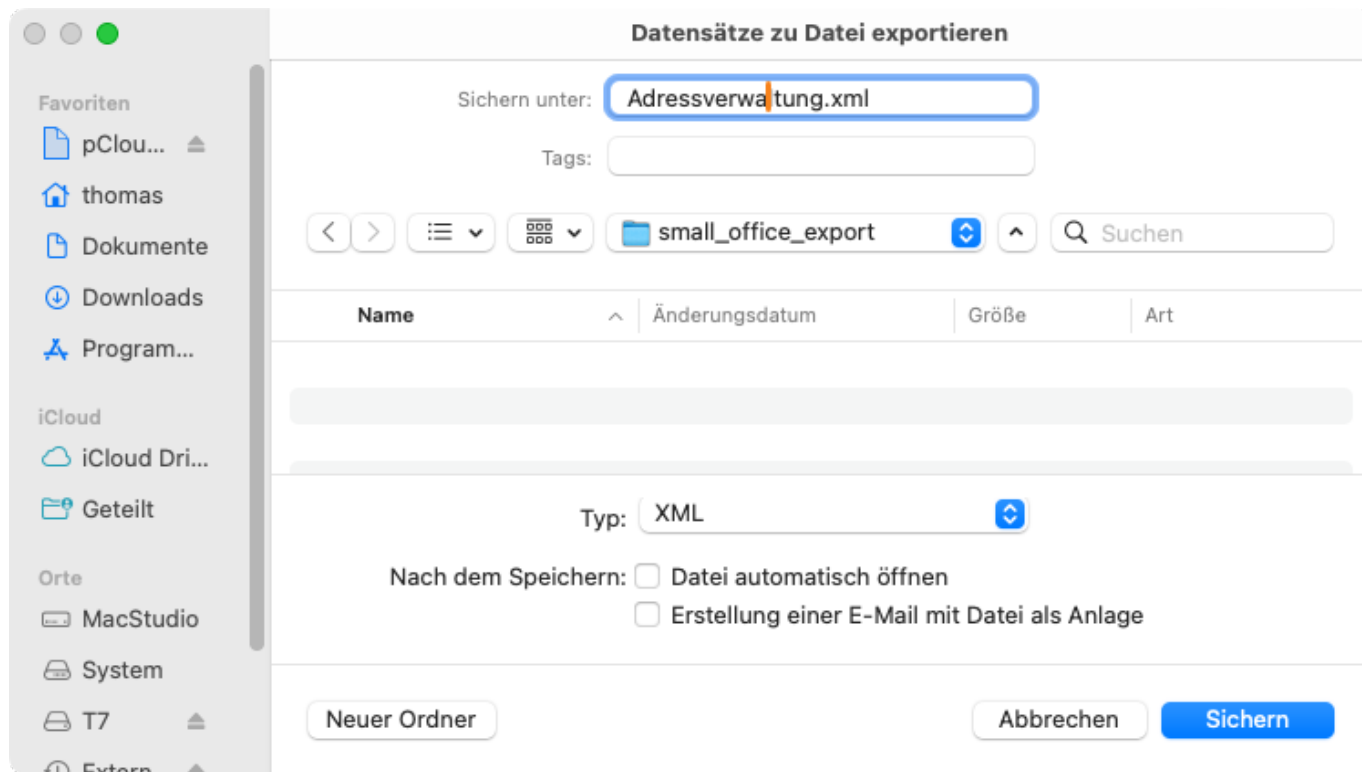 Datensätze zu Datei exportieren
Favoriten
pClou...
thomas
Dokumente
Downloads
Program...
iCloud
iCloud Dri...
Geteilt
Orte
MacStudio
System
T7
Extern
Sichern unter: Adressverwaltung.xml
Tags:
small_office_export Suchen
Name Änderungsdatum Größe Art
Typ: XML
Nach dem Speichern: Datei automatisch öffnen
Erstellung einer E-Mail mit Datei als Anlage
Neuer Ordner Abbrechen Sichern